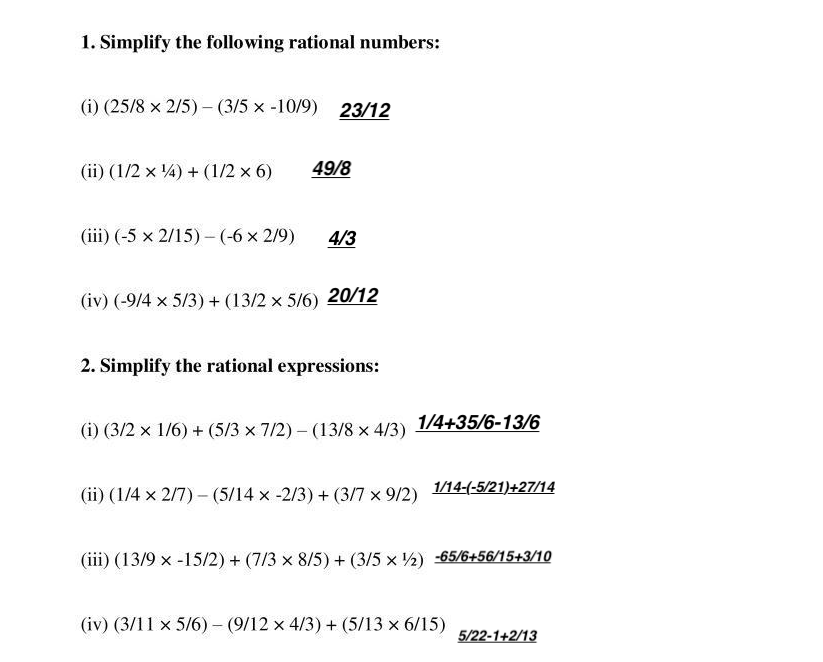 1. Simplify the following rational numbers:
(i) (25/8 × 2/5) – (3/5 × -10/9) 23/12
(ii) (1/2 × ¼) + (1/2 × 6) 49/8
(iii) (-5 × 2/15) – (-6 × 2/9) 4/3
(iv) (-9/4 × 5/3) + (13/2 × 5/6) 20/12
2. Simplify the rational expressions:
(i) (3/2 × 1/6) + (5/3 × 7/2) – (13/8 × 4/3) 1/4+35/6-13/6
(ii) (1/4 × 2/7) – (5/14 × -2/3) + (3/7 × 9/2) 1/14-(-5/21)+27/14
(iii) (13/9 × -15/2) + (7/3 × 8/5) + (3/5 × ½) -65/6+56/15+3/10
(iv) (3/11 × 5/6) – (9/12 × 4/3) + (5/13 × 6/15) 5/22-1+2/13